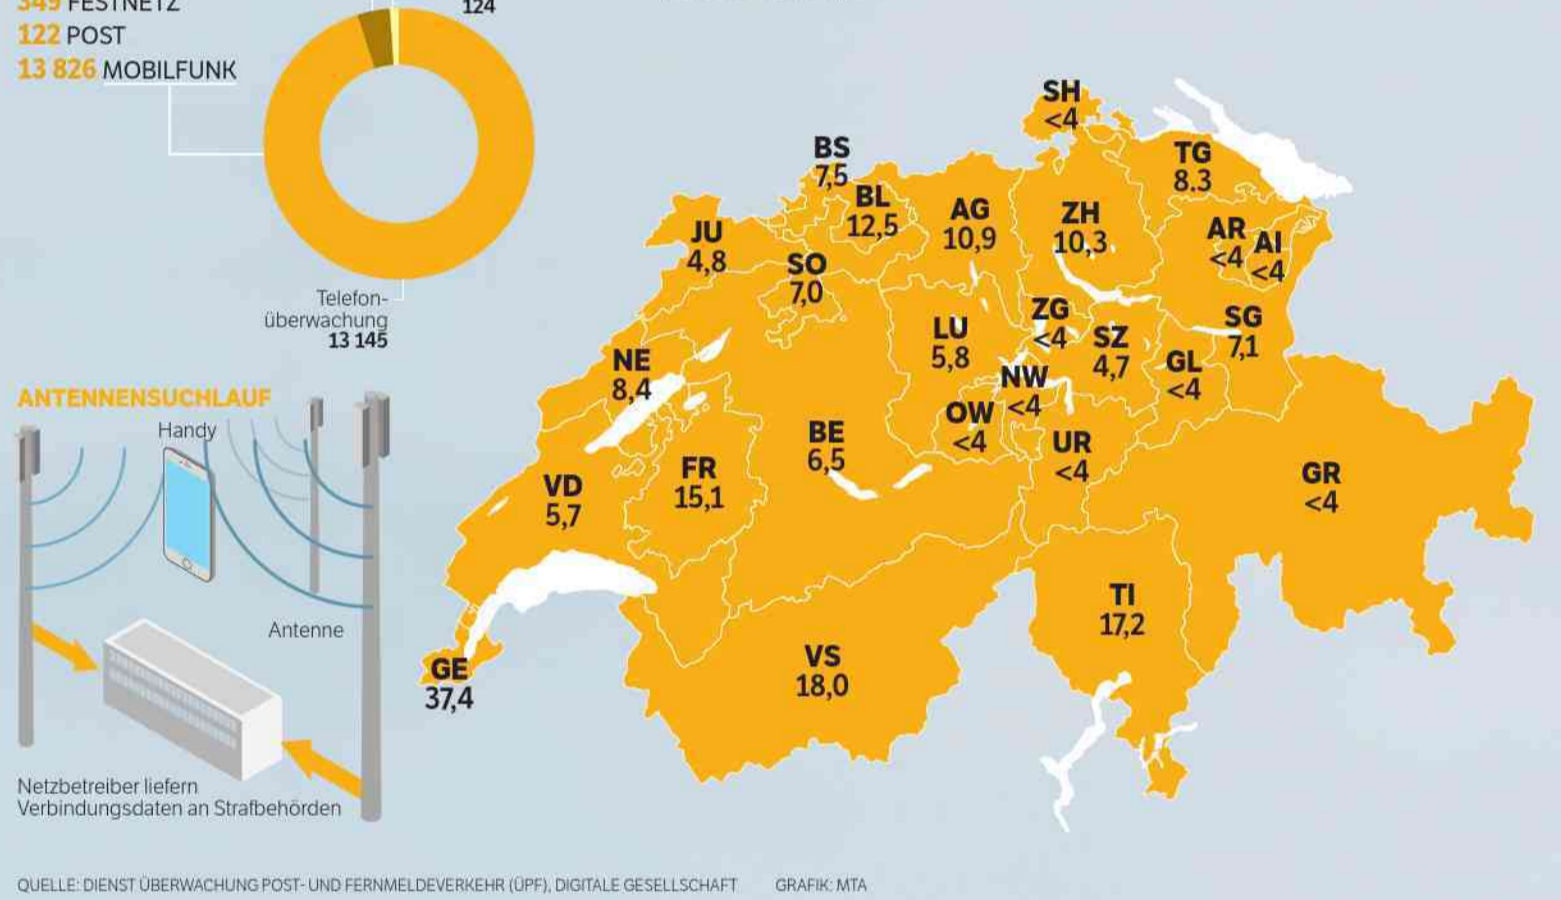 349 FESTNETZ
122 POST
13 826 MOBILFUNK
124
Telefon-
überwachung
13 145
ANTENNENSUCHLAUF
Handy
Antenne
Netzbetreiber liefern
Verbindungsdaten an Strafbehörden
SH
<4
BS
7,5
TG
8.3
BL
12,5
AG
10,9
ZH
10,3
AR
<4
AI
<4
JU
4,8
SO
7,0
ZG
<4
SG
7,1
LU
5,8
SZ
4,7
NE
8,4
GL
<4
NW
<4
OW
<4
BE
6,5
UR
<4
FR
15,1
GR
<4
VD
5,7
TI
17,2
VS
18,0
GE
37,4
QUELLE: DIENST ÜBERWACHUNG POST- UND FERNMELDEVERKEHR (ÜPF), DIGITALE GESELLSCHAFT GRAFIK: MTA